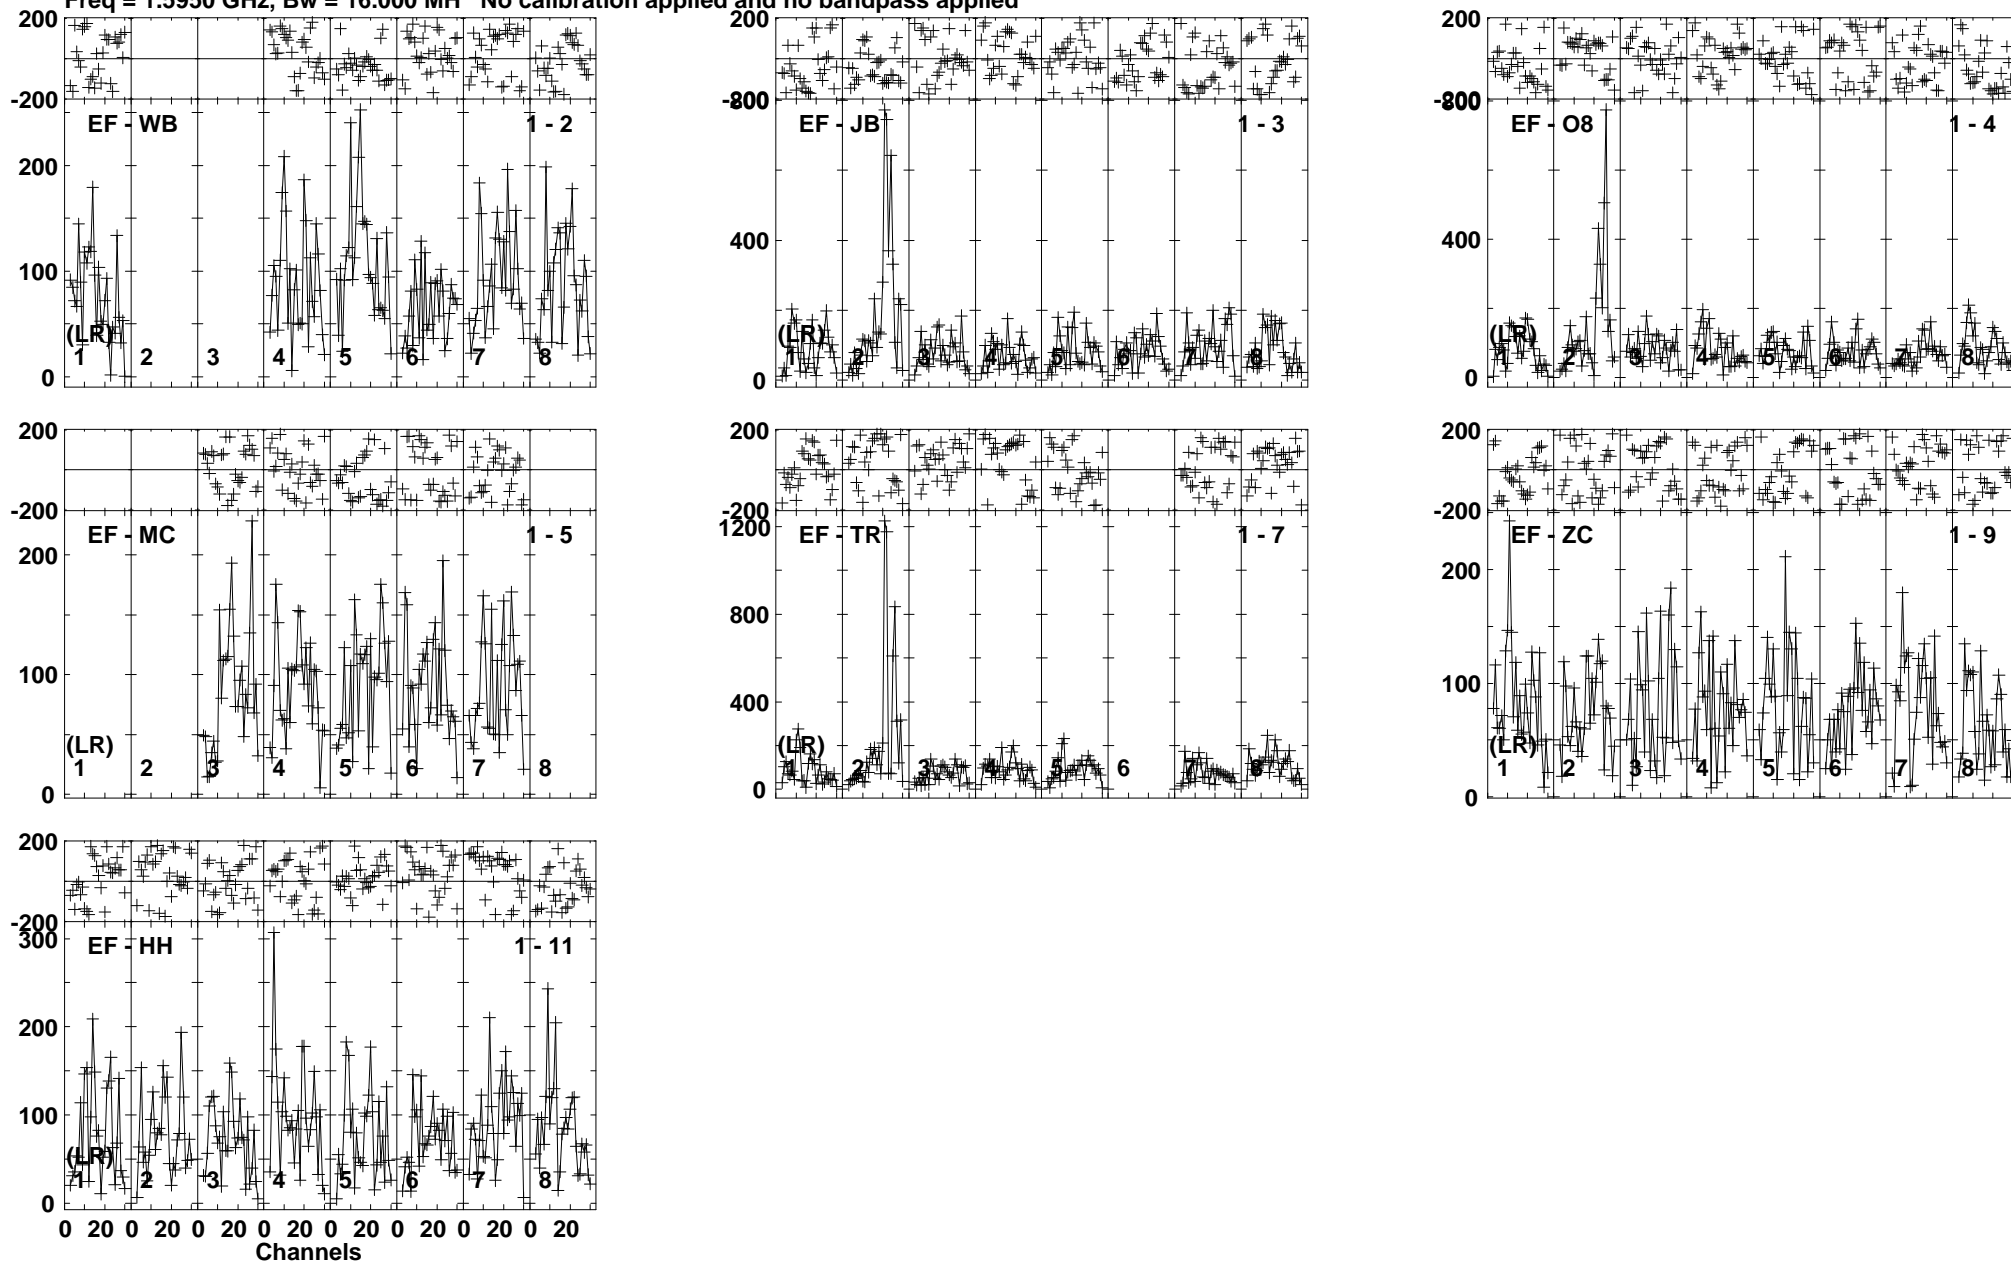 Freq = 1.5950 GHz, Bw = 16.000 MH No calibration applied and no bandpass applied
200
-200
EF - WB 1 - 2
200
100
0
(LR)
1 2 3 4 5 6 7 8
200
-200
800
EF - JB 1 - 3
400
0
(LR)
1 2 3 4 5 6 7 8
200
-200
800
EF - O8 1 - 4
400
0
(LR)
1 2 3 4 5 6 7 8
200
-200
EF - MC 1 - 5
200
100
0
(LR)
1 2 3 4 5 6 7 8
200
-200
1200
EF - TR 1 - 7
800
400
0
(LR)
1 2 3 4 5 6 7 8
200
-200
EF - ZC 1 - 9
200
100
0
(LR)
1 2 3 4 5 6 7 8
200
-200
300
EF - HH 1 - 11
200
100
0
(LR)
1 2 3 4 5 6 7 8
0 20 0 20 0 20 0 20 0 20 0 20 0 20 0 20
Channels